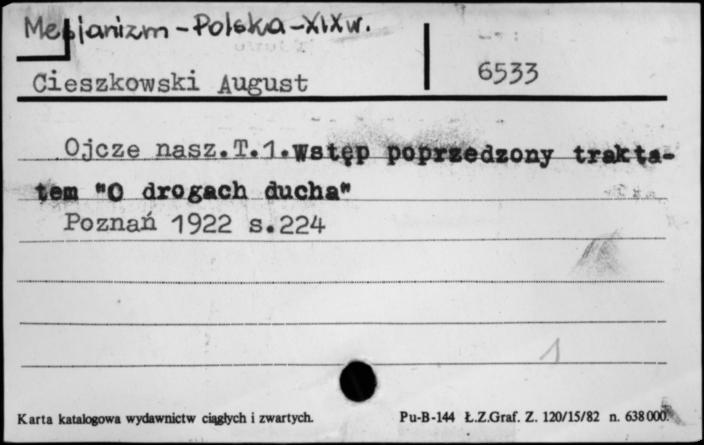 Mesjanizm - Polska - XIX w.
Cieszkowski August
6533
Ojcze nasz.T.1.Wstęp poprzedzony trakta-
tem "O drogach ducha"
Poznań 1922 s.224
1
Karta katalogowa wydawnictw ciągłych i zwartych.
Pu-B-144 Ł.Z.Graf. Z. 120/15/82 n. 638000.